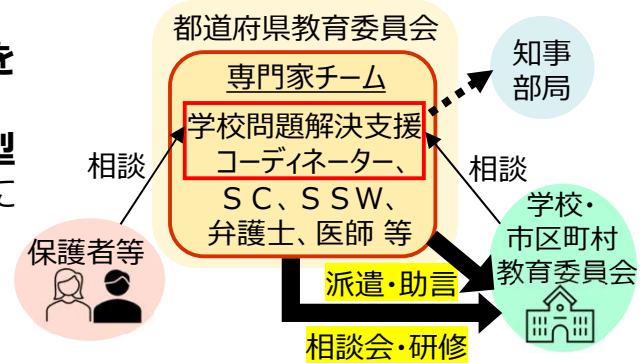 を
型
に
都道府県教育委員会
専門家チーム
学校問題解決支援
コーディネーター、
ＳＣ、ＳＳＷ、
弁護士、医師 等
知事
部局
相談
相談
保護者等
学校・
市区町村
教育委員会
派遣・助言
相談会・研修